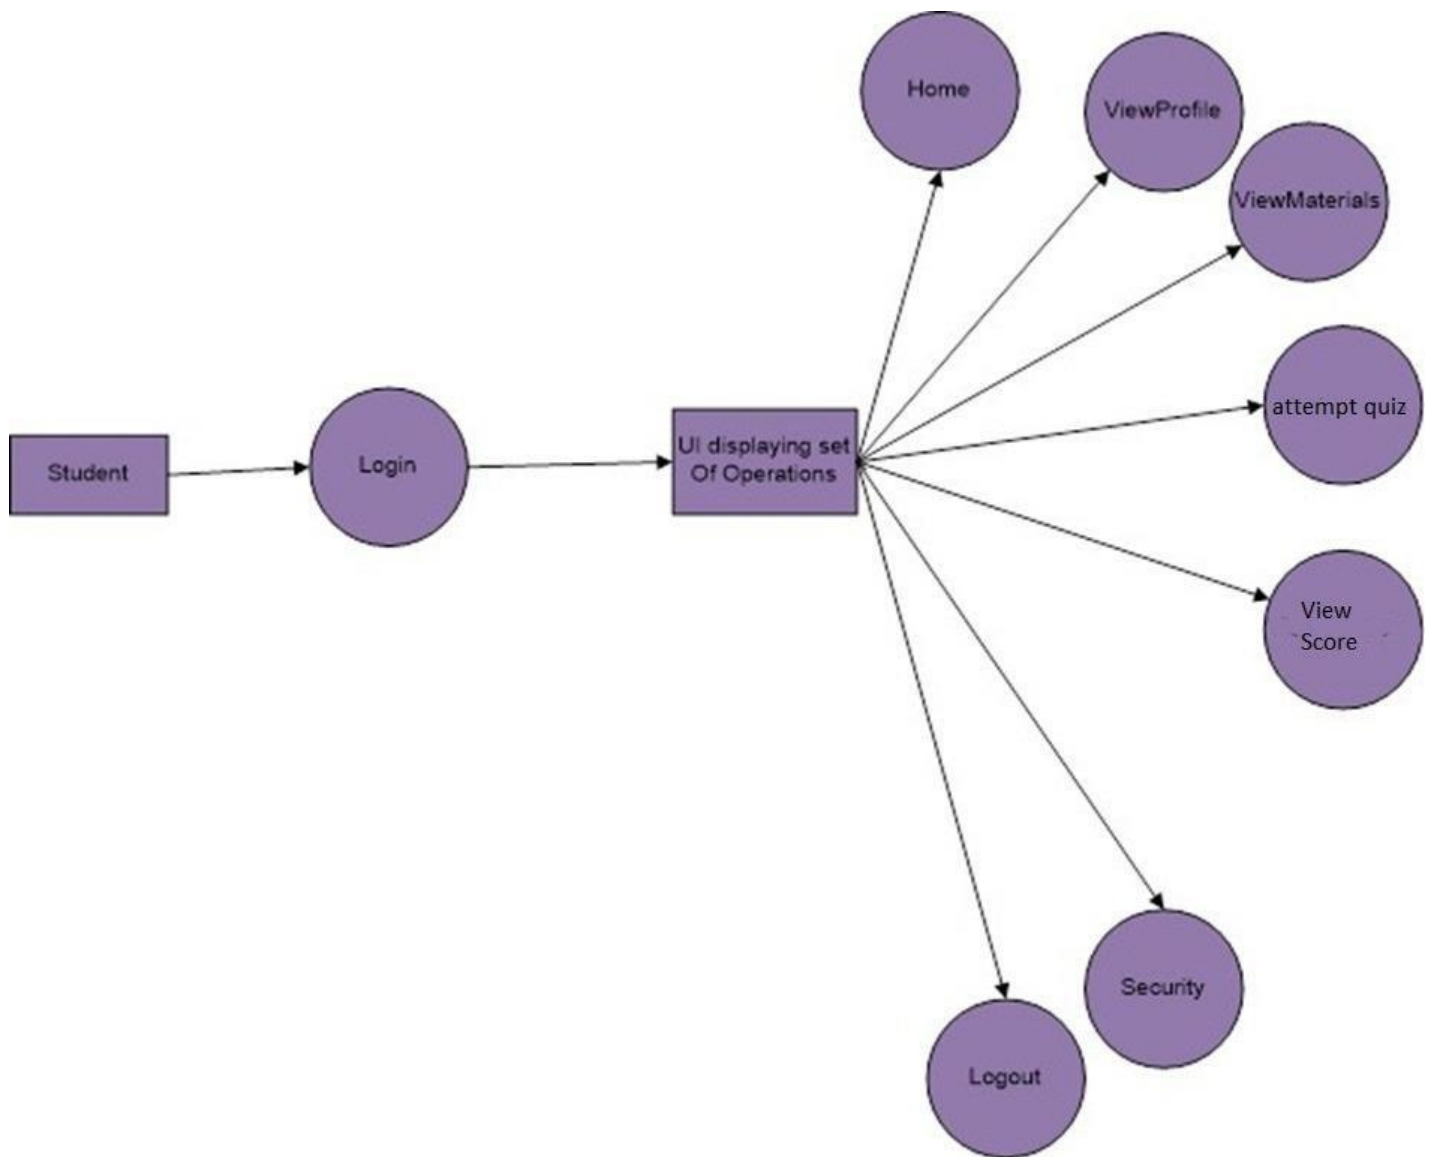 Home
ViewProfile
ViewMaterials
attempt quiz
Student
Login
UI displaying set
Of Operations
View
Score
Security
Logout